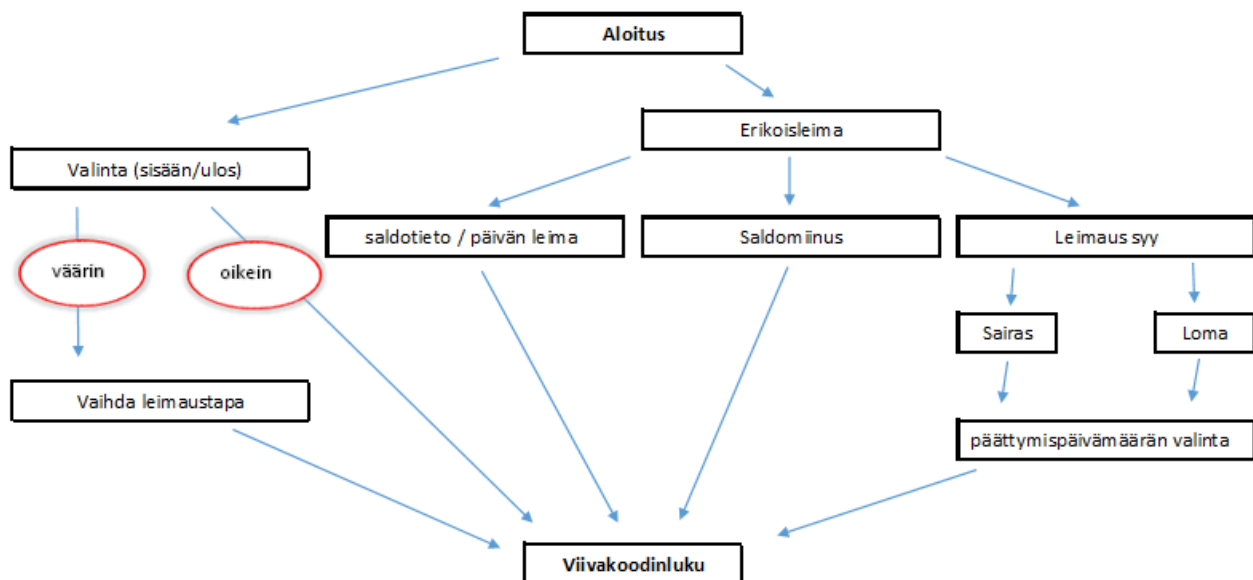 Aloitus
Erikoisleima
Valinta (sisään/ulos)
saldotieto / päivän leima
Saldomiinus
Leimaus syy
väärin
oikein
Sairas
Loma
Vaihda leimaustapa
päättymispäivämäärän valinta
Viivakoodinluku